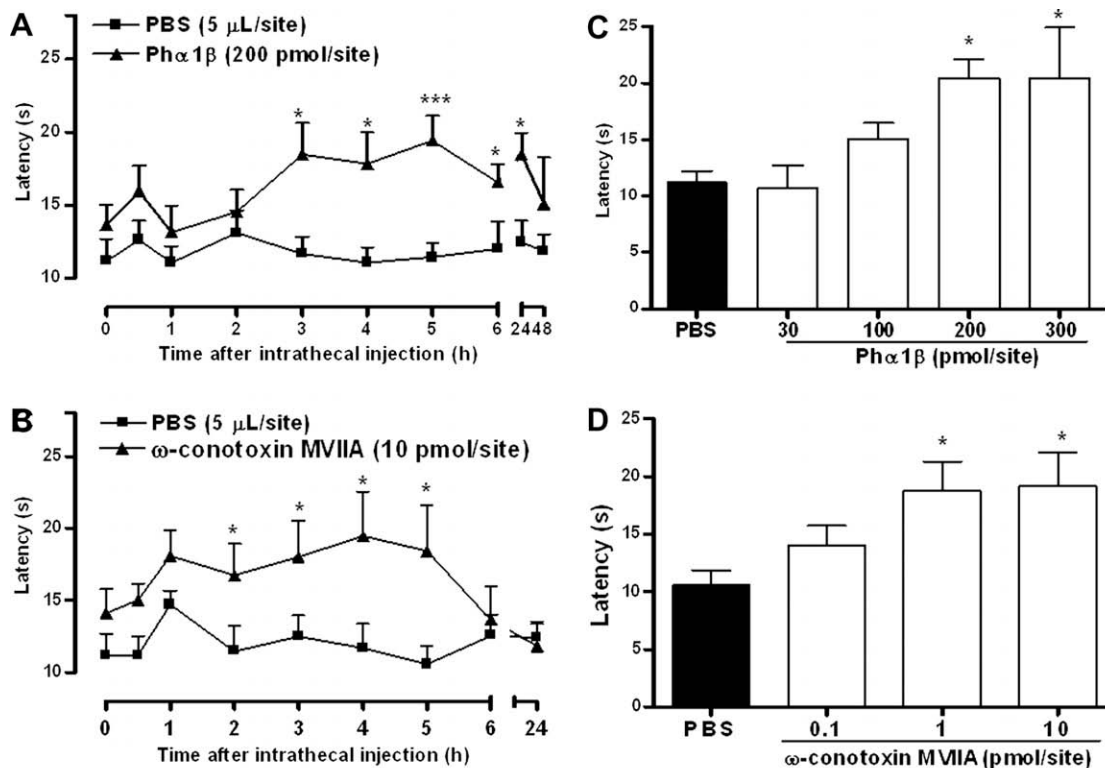 A
PBS (5 μL/site)
Phα1β (200 pmol/site)
Latency (s)
25
20
15
10
* * *** * *
0 1 2 3 4 5 6 24 48
Time after intrathecal injection (h)
B
PBS (5 μL/site)
ω-conotoxin MVIIA (10 pmol/site)
Latency (s)
25
20
15
10
* * * *
0 1 2 3 4 5 6 24
Time after intrathecal injection (h)
C
Latency (s)
25
20
15
10
5
0
* *
PBS 30 100 200 300
Phα1β (pmol/site)
D
Latency (s)
25
20
15
10
5
0
* *
PBS 0.1 1 10
ω-conotoxin MVIIA (pmol/site)